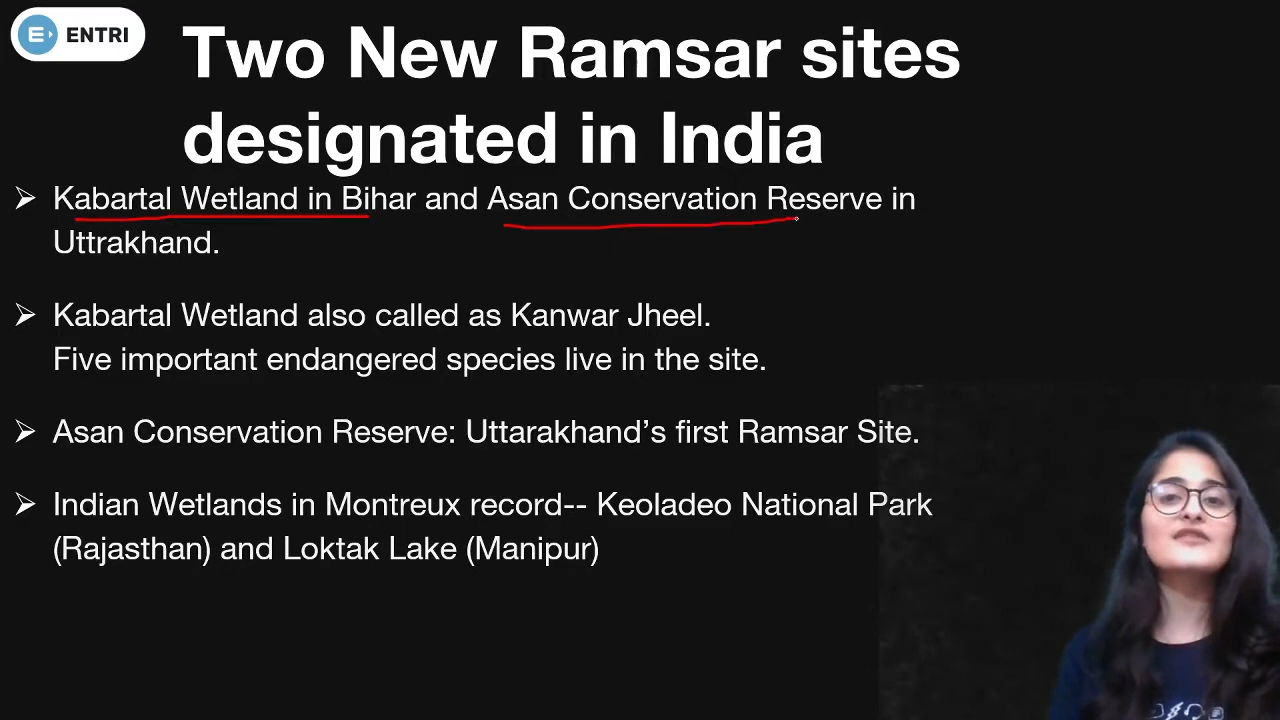 ENTRI
Two New Ramsar sites
designated in India
➢ Kabartal Wetland in Bihar and Asan Conservation Reserve in
Uttrakhand.
➢ Kabartal Wetland also called as Kanwar Jheel.
Five important endangered species live in the site.
➢ Asan Conservation Reserve: Uttarakhand’s first Ramsar Site.
➢ Indian Wetlands in Montreux record-- Keoladeo National Park
(Rajasthan) and Loktak Lake (Manipur)